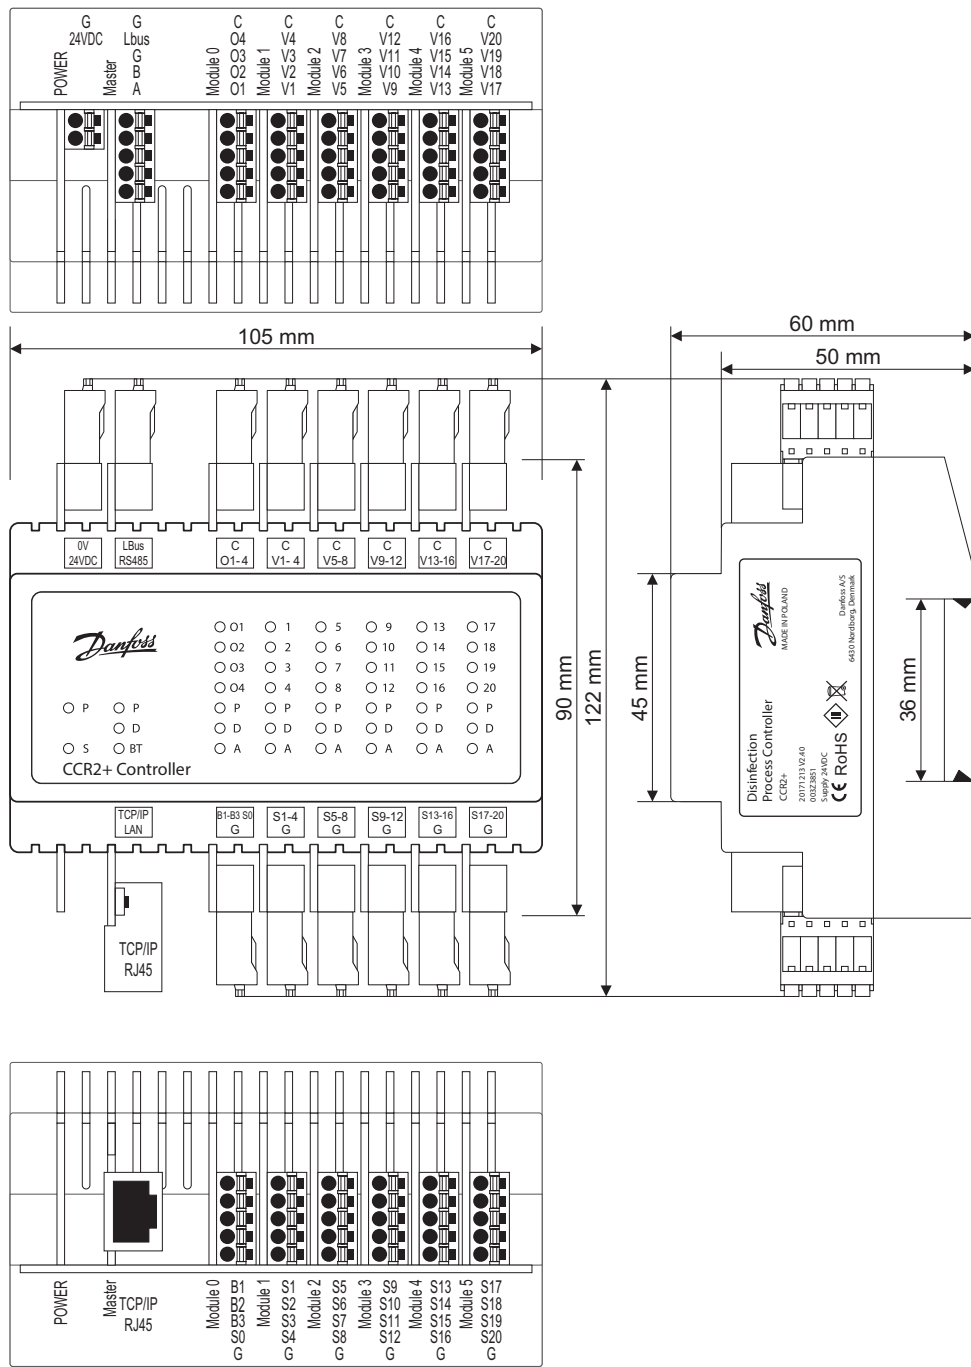 G
24VDC
POWER
G
Lbus
G
B
A
Master
C
O4
O3
O2
O1
Module 0
C
V4
V3
V2
V1
Module 1
C
V8
V7
V6
V5
Module 2
C
V12
V11
V10
V9
Module 3
C
V16
V15
V14
V13
Module 4
C
V20
V19
V18
V17
Module 5
105 mm
60 mm
50 mm
0V
24VDC
LBus
RS485
C
O1-4
C
V1-4
C
V5-8
C
V9-12
C
V13-16
C
V17-20
Danfoss
O1 1 5 9 13 17
O2 2 6 10 14 18
O3 3 7 11 15 19
O4 4 8 12 16 20
P P P P P P P P
D D D D D D D
S BT A A A A A A
CCR2+ Controller
TCP/IP
LAN
B1-B3 S0
G
S1-4
G
S5-8
G
S9-12
G
S13-16
G
S17-20
G
TCP/IP
RJ45
90 mm
122 mm
45 mm
36 mm
Danfoss
MADE IN POLAND
Danfoss A/S
6430 Nordborg, Denmark
Disinfection
Process Controller
CCR2+
20171213 V2.40
003Z3851
Supply 24VDC
CE RoHS III
POWER
Master
TCP/IP
RJ45
Module 0
B1
B2
B3
S0
G
Module 1
S1
S2
S3
S4
G
Module 2
S5
S6
S7
S8
G
Module 3
S9
S10
S11
S12
G
Module 4
S13
S14
S15
S16
G
Module 5
S17
S18
S19
S20
G